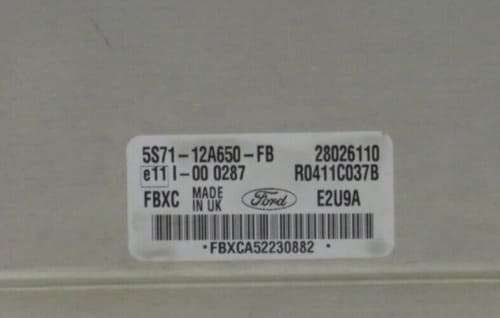 5S71-12A650-FB 28026110
e11 I-00 0287 R0411C037B
FBXC MADE IN UK Ford E2U9A
*FBXCA52230882*